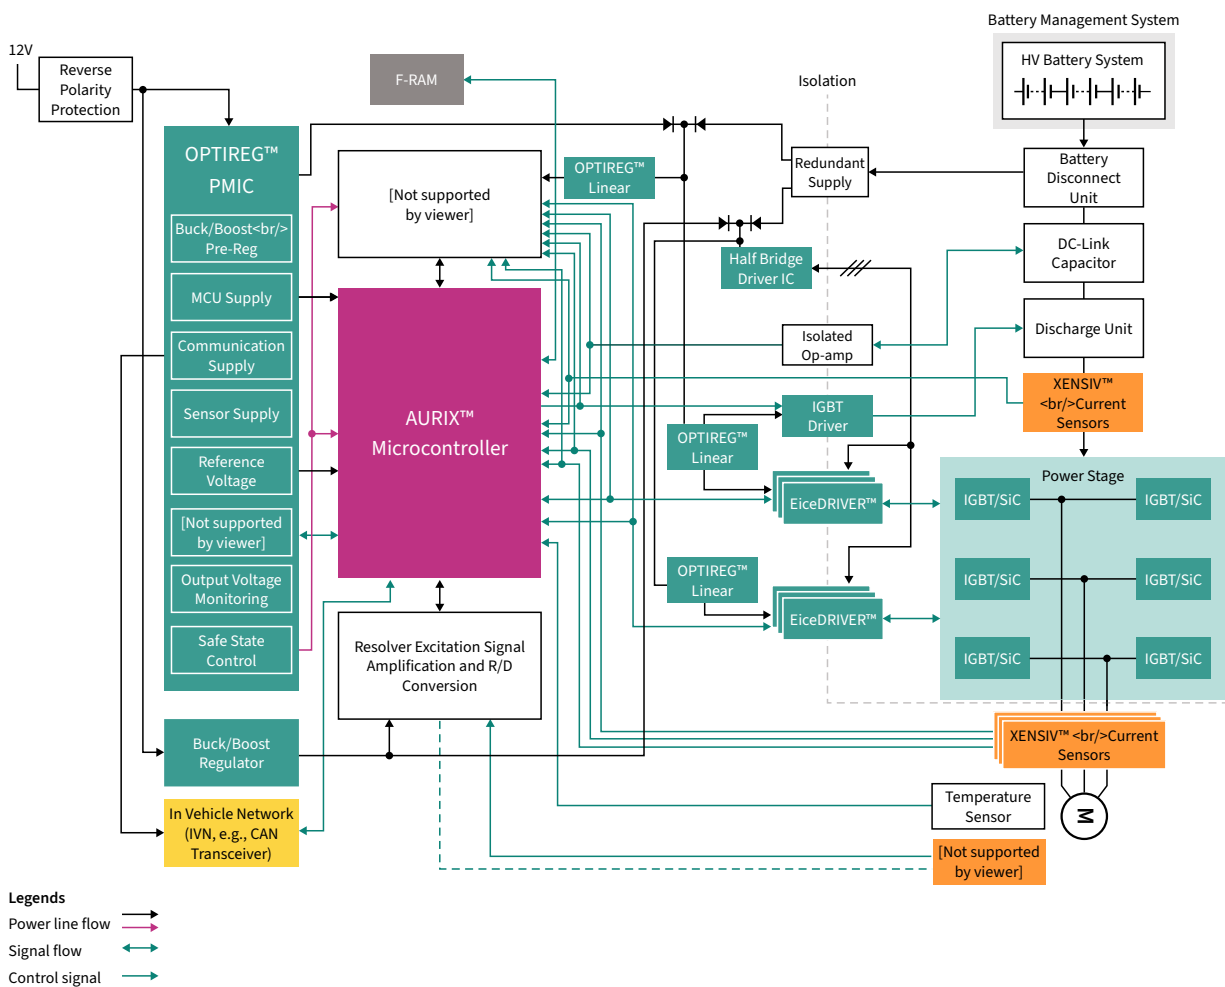 Battery Management System
12V
HV Battery System
Reverse
Polarity
Protection
F-RAM
Isolation
OPTIREG™
PMIC
Buck/Boost<br/>
Pre-Reg
MCU Supply
Communication
Supply
Sensor Supply
Reference
Voltage
[Not supported
by viewer]
Output Voltage
Monitoring
Safe State
Control
[Not supported
by viewer]
OPTIREG™
Linear
Redundant
Supply
Battery
Disconnect
Unit
DC-Link
Capacitor
Half Bridge
Driver IC
Isolated
Op-amp
Discharge Unit
XENSIV™
<br/>Current
Sensors
AURIX™
Microcontroller
IGBT
Driver
OPTIREG™
Linear
EiceDRIVER™
Power Stage
IGBT/SiC
IGBT/SiC
IGBT/SiC
IGBT/SiC
IGBT/SiC
IGBT/SiC
OPTIREG™
Linear
EiceDRIVER™
Resolver Excitation Signal
Amplification and R/D
Conversion
Buck/Boost
Regulator
XENSIV™ <br/>Current
Sensors
In Vehicle Network
(IVN, e.g., CAN
Transceiver)
Temperature
Sensor
M
[Not supported
by viewer]
Legends
Power line flow
Signal flow
Control signal